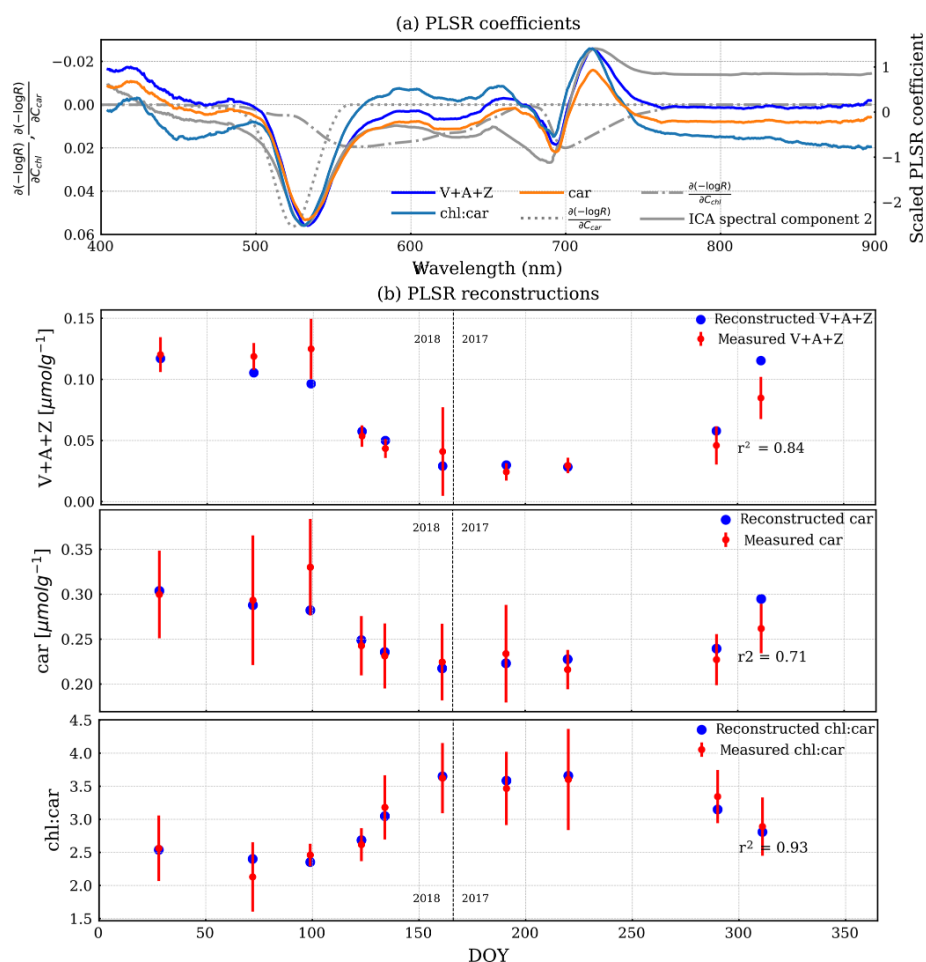 (a) PLSR coefficients
−0.02
0.00
0.02
0.04
0.06
1
0
−1
−2
∂(−logR)/∂C_chl, ∂(−logR)/∂C_car
Scaled PLSR coefficient
V+A+Z
chl:car
car
∂(−logR)/∂C_car
∂(−logR)/∂C_chl
ICA spectral component 2
400 500 600 700 800 900
Wavelength (nm)
(b) PLSR reconstructions
0.15
0.10
0.05
0.00
V+A+Z [μmolg⁻¹]
2018 2017
Reconstructed V+A+Z
Measured V+A+Z
r² = 0.84
0.35
0.30
0.25
0.20
car [μmolg⁻¹]
2018 2017
Reconstructed car
Measured car
r2 = 0.71
4.5
4.0
3.5
3.0
2.5
2.0
1.5
chl:car
Reconstructed chl:car
Measured chl:car
r² = 0.93
2018 2017
0 50 100 150 200 250 300 350
DOY